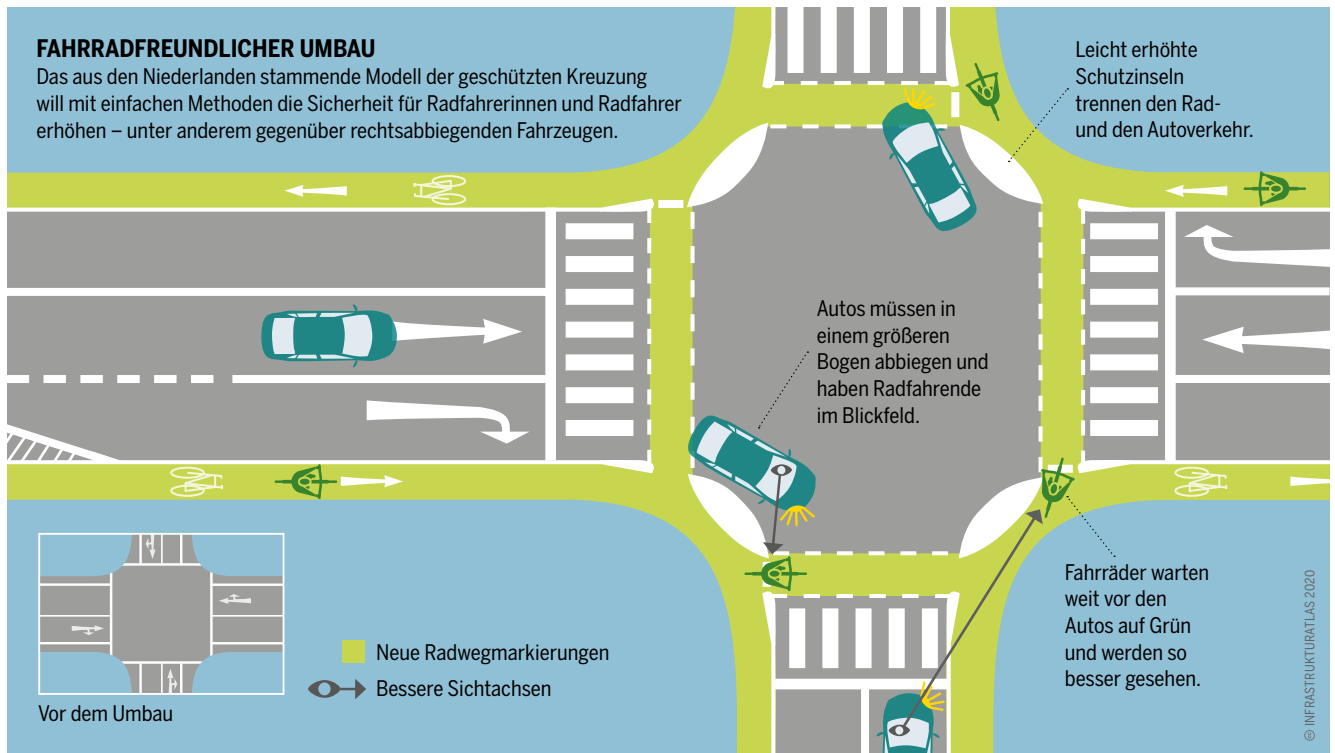 FAHRRADFREUNDLICHER UMBAU
Das aus den Niederlanden stammende Modell der geschützten Kreuzung
will mit einfachen Methoden die Sicherheit für Radfahrerinnen und Radfahrer
erhöhen – unter anderem gegenüber rechtsabbiegenden Fahrzeugen.
Leicht erhöhte
Schutzinseln
trennen den Rad-
und den Autoverkehr.
Autos müssen in
einem größeren
Bogen abbiegen und
haben Radfahrende
im Blickfeld.
Fahrräder warten
weit vor den
Autos auf Grün
und werden so
besser gesehen.
Neue Radwegmarkierungen
Bessere Sichtachsen
Vor dem Umbau
© INFRASTRUKTURATLAS 2020